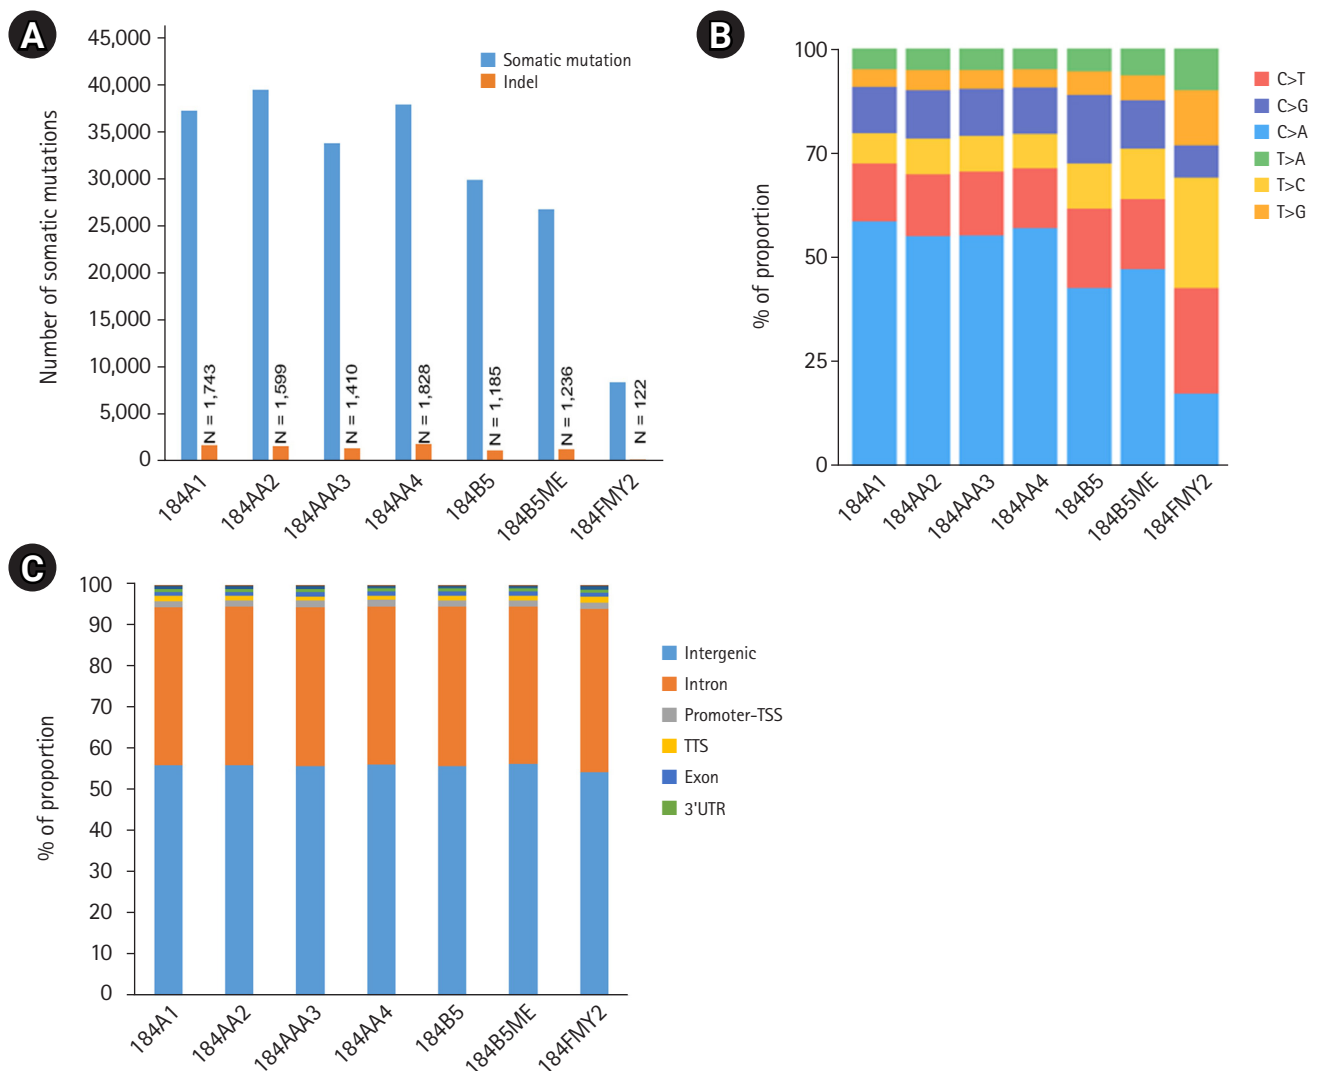 A
Number of somatic mutations
45,000
40,000
35,000
30,000
25,000
20,000
15,000
10,000
5,000
0
Somatic mutation
Indel
N = 1,743
N = 1,599
N = 1,410
N = 1,828
N = 1,185
N = 1,236
N = 122
184A1
184AA2
184AAA3
184AA4
184B5
184B5ME
184FMY2
B
% of proportion
100
70
50
25
0
C>T
C>G
C>A
T>A
T>C
T>G
184A1
184AA2
184AAA3
184AA4
184B5
184B5ME
184FMY2
C
% of proportion
100
90
80
70
60
50
40
30
20
10
0
Intergenic
Intron
Promoter-TSS
TTS
Exon
3'UTR
184A1
184AA2
184AAA3
184AA4
184B5
184B5ME
184FMY2